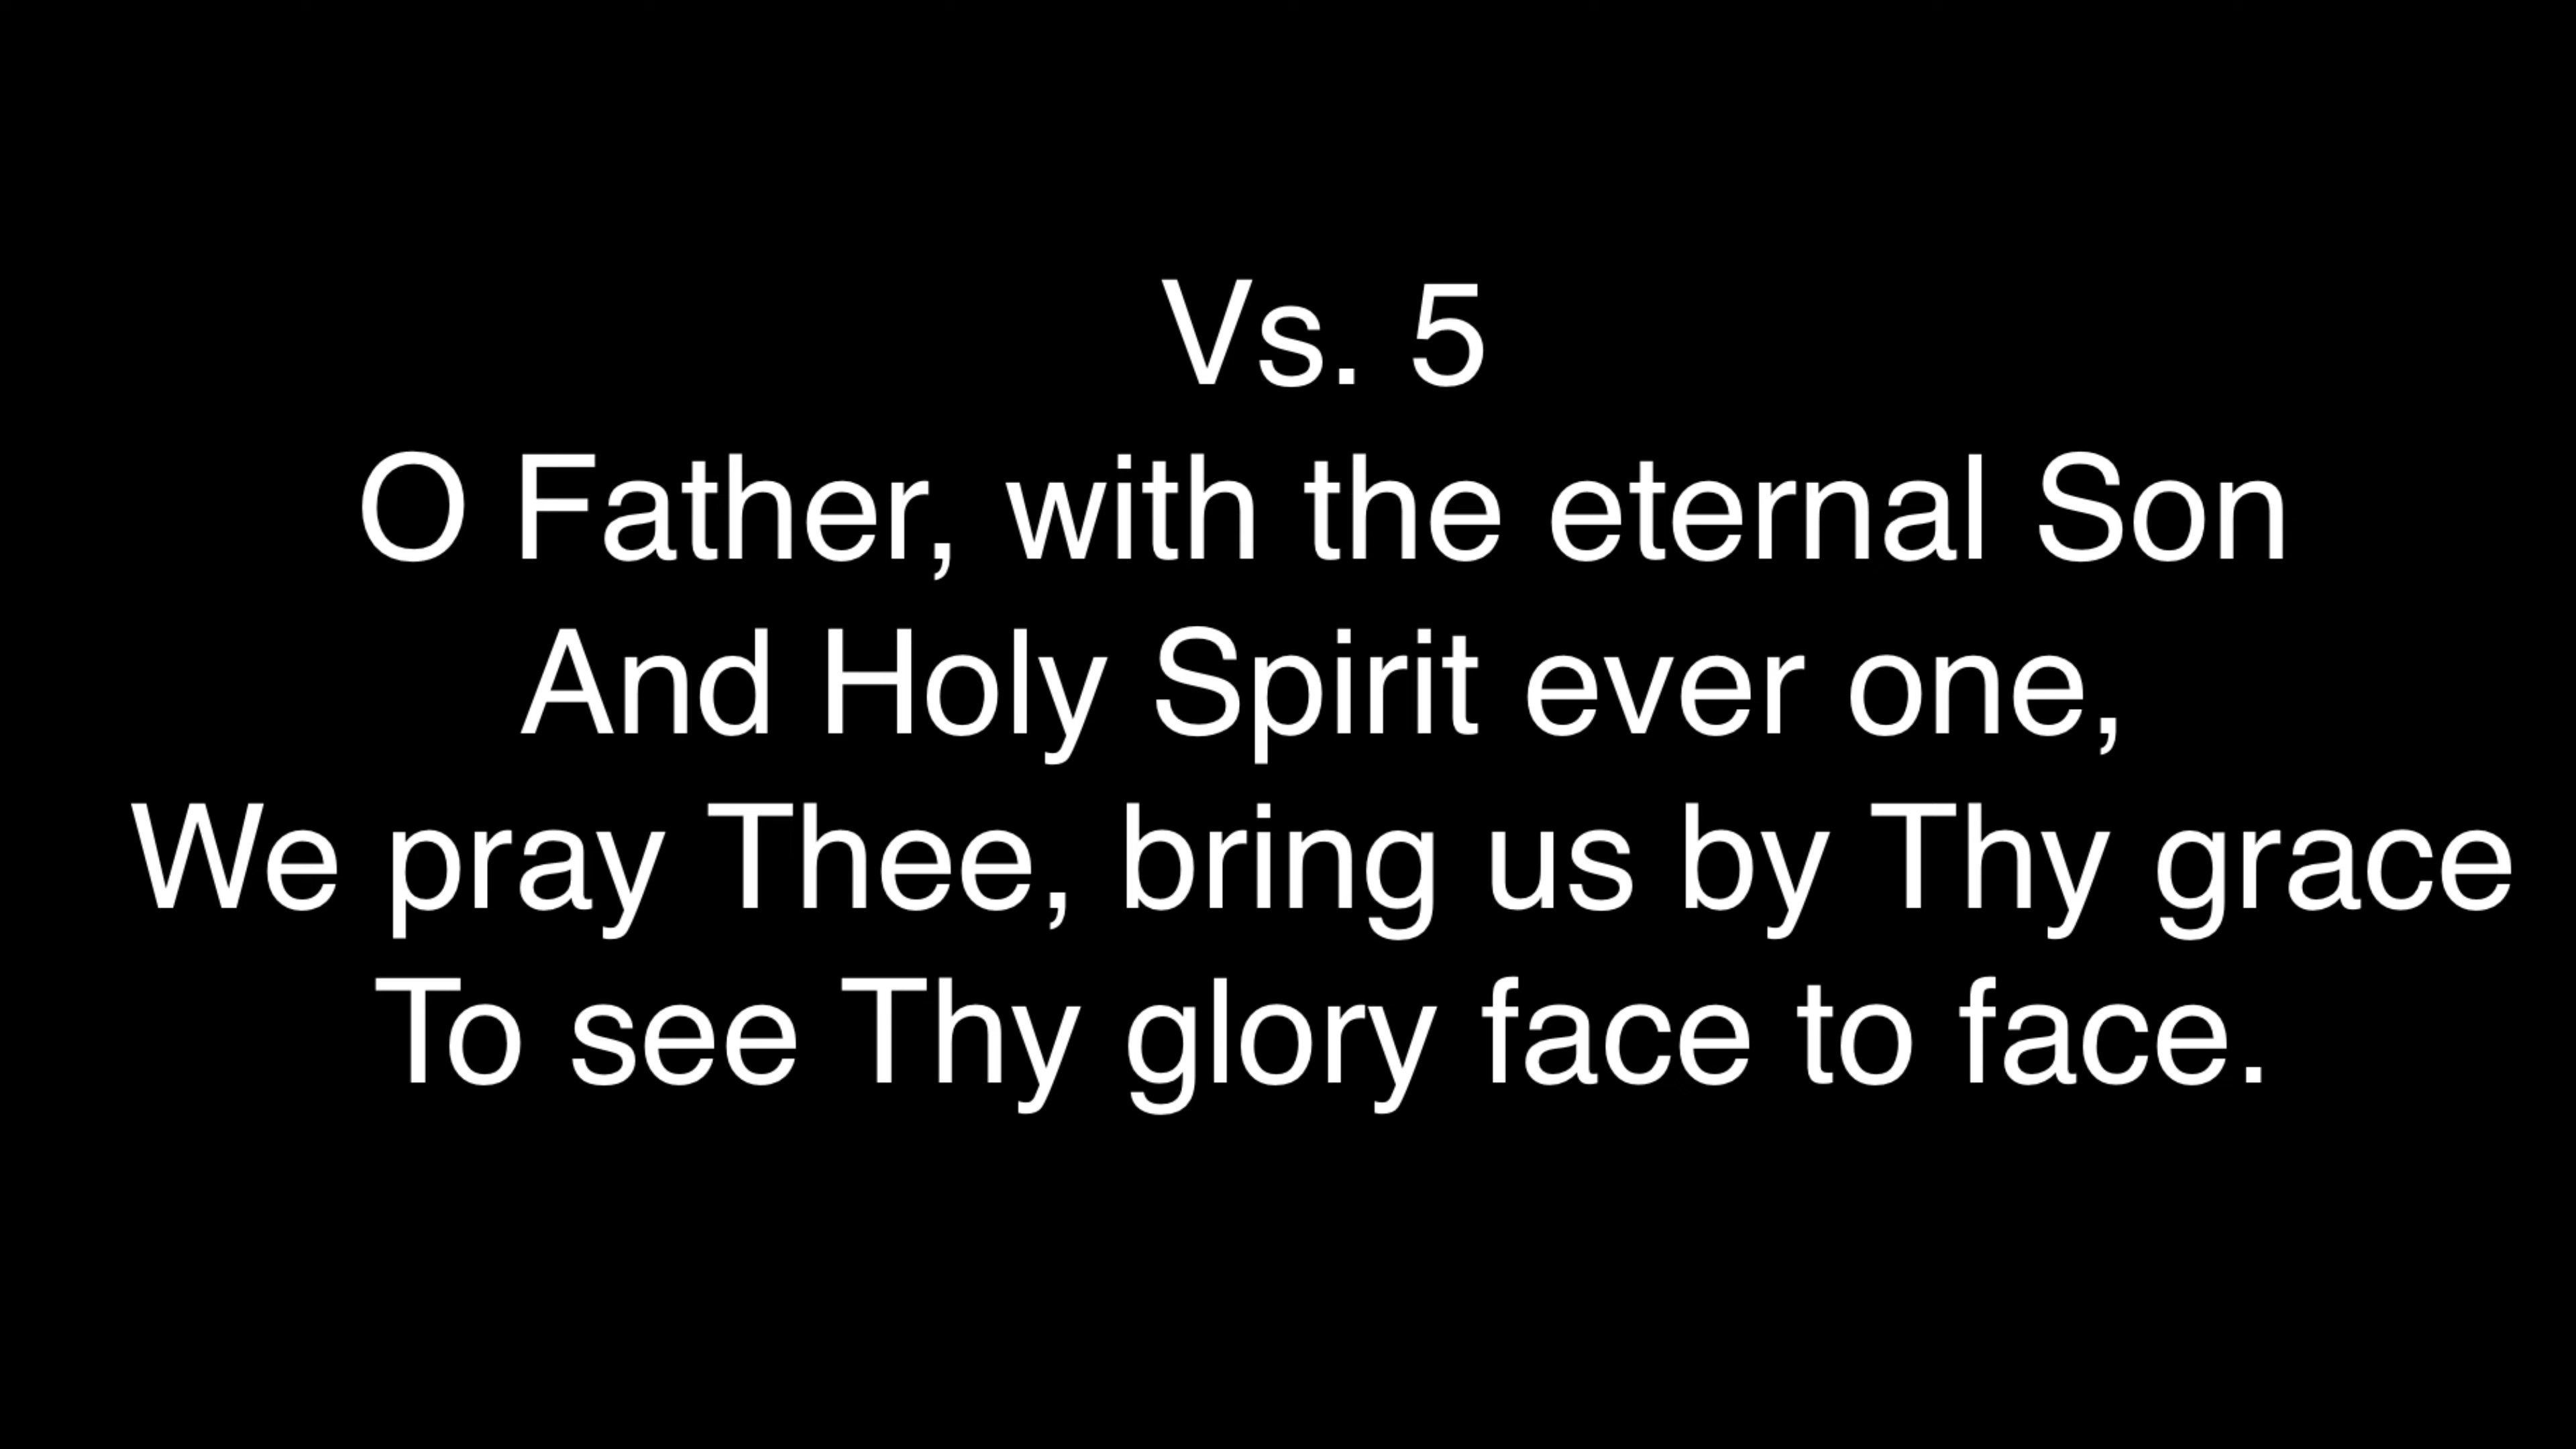 Vs. 5
O Father, with the eternal Son
And Holy Spirit ever one,
We pray Thee, bring us by Thy grace
To see Thy glory face to face.